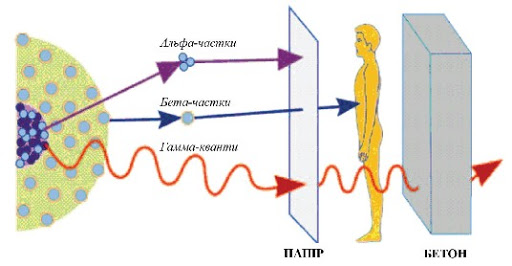 Альфа-частки
Бета-частки
Гамма-кванти
ПАПІР
БЕТОН